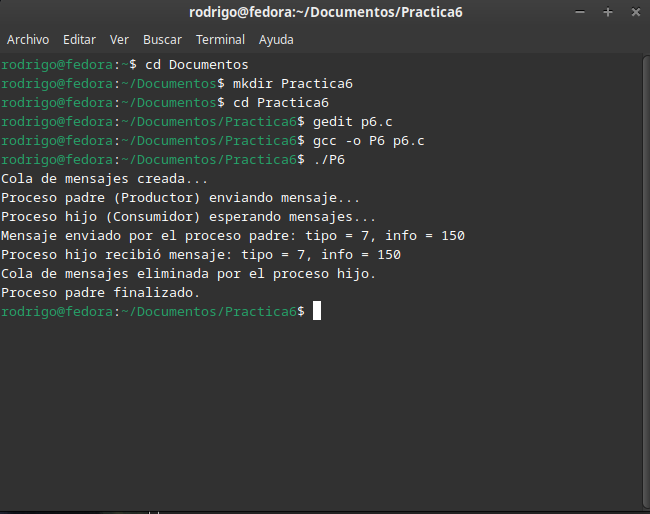 rodrigo@fedora:~/Documentos/Practica6
Archivo Editar Ver Buscar Terminal Ayuda
rodrigo@fedora:~$ cd Documentos
rodrigo@fedora:~/Documentos$ mkdir Practica6
rodrigo@fedora:~/Documentos$ cd Practica6
rodrigo@fedora:~/Documentos/Practica6$ gedit p6.c
rodrigo@fedora:~/Documentos/Practica6$ gcc -o P6 p6.c
rodrigo@fedora:~/Documentos/Practica6$ ./P6
Cola de mensajes creada...
Proceso padre (Productor) enviando mensaje...
Proceso hijo (Consumidor) esperando mensajes...
Mensaje enviado por el proceso padre: tipo = 7, info = 150
Proceso hijo recibió mensaje: tipo = 7, info = 150
Cola de mensajes eliminada por el proceso hijo.
Proceso padre finalizado.
rodrigo@fedora:~/Documentos/Practica6$